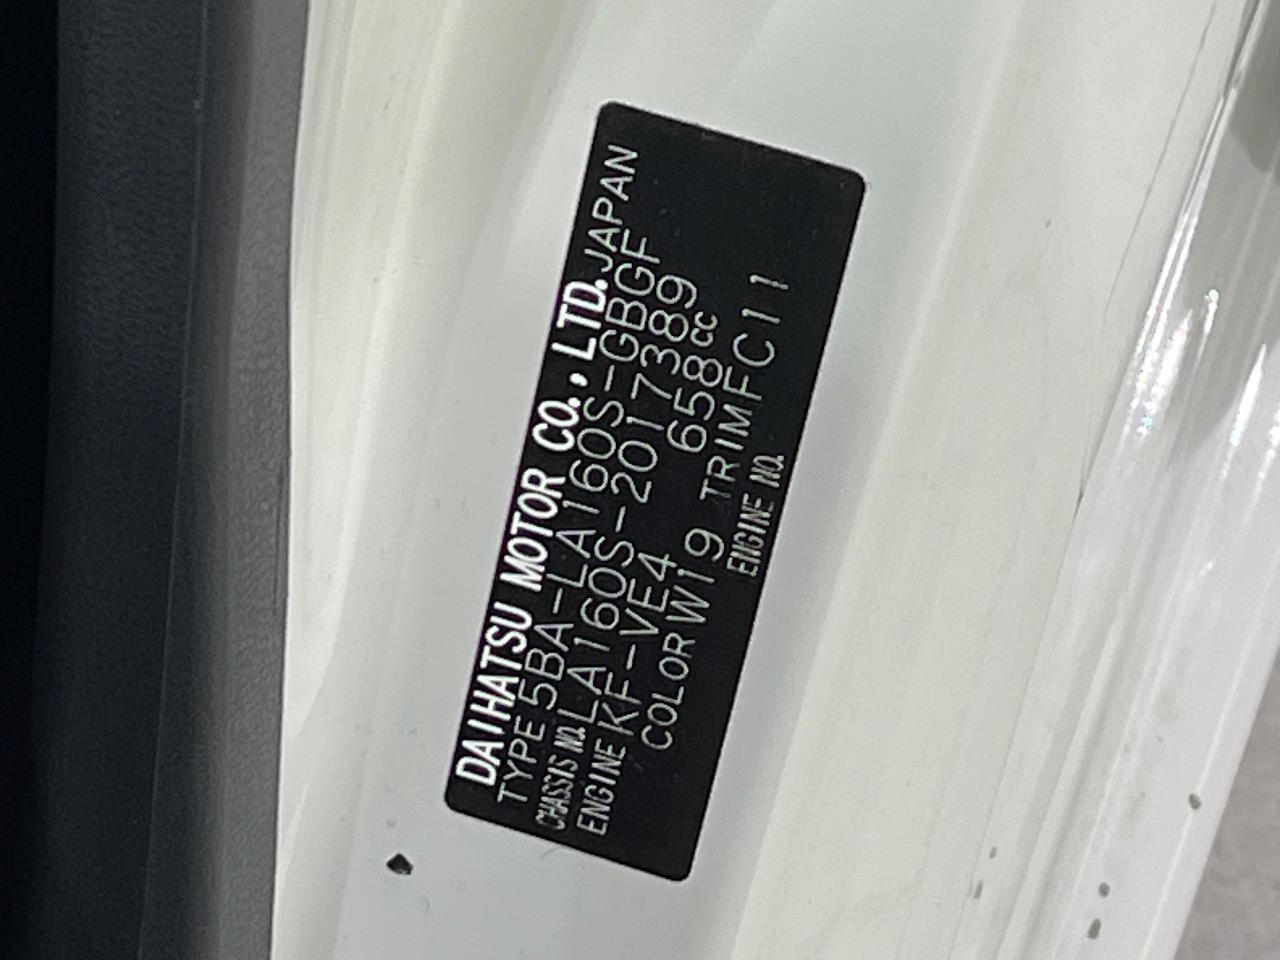 DAIHATSU MOTOR CO., LTD. JAPAN
TYPE 5BA-LA160S-GBGF
CHASSIS NO. LA160S-2017389
ENGINE KF-VE4 658cc
COLOR W19 TRIM FC11
ENGINE NO.